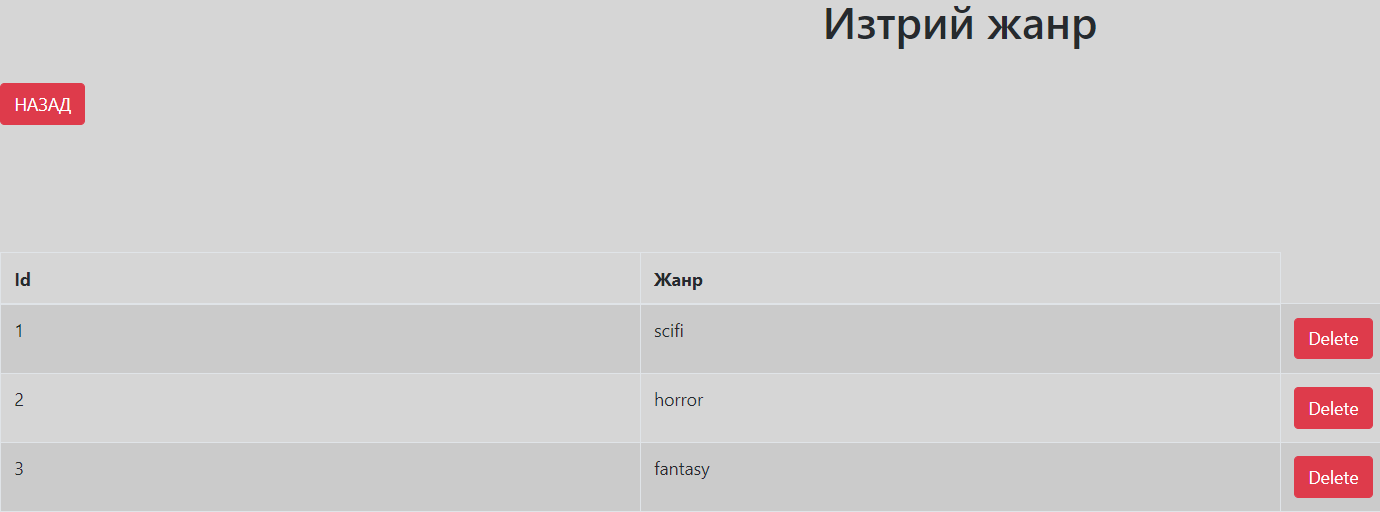 Изтрий жанр
НАЗАД
Id Жанр
1 scifi Delete
2 horror Delete
3 fantasy Delete